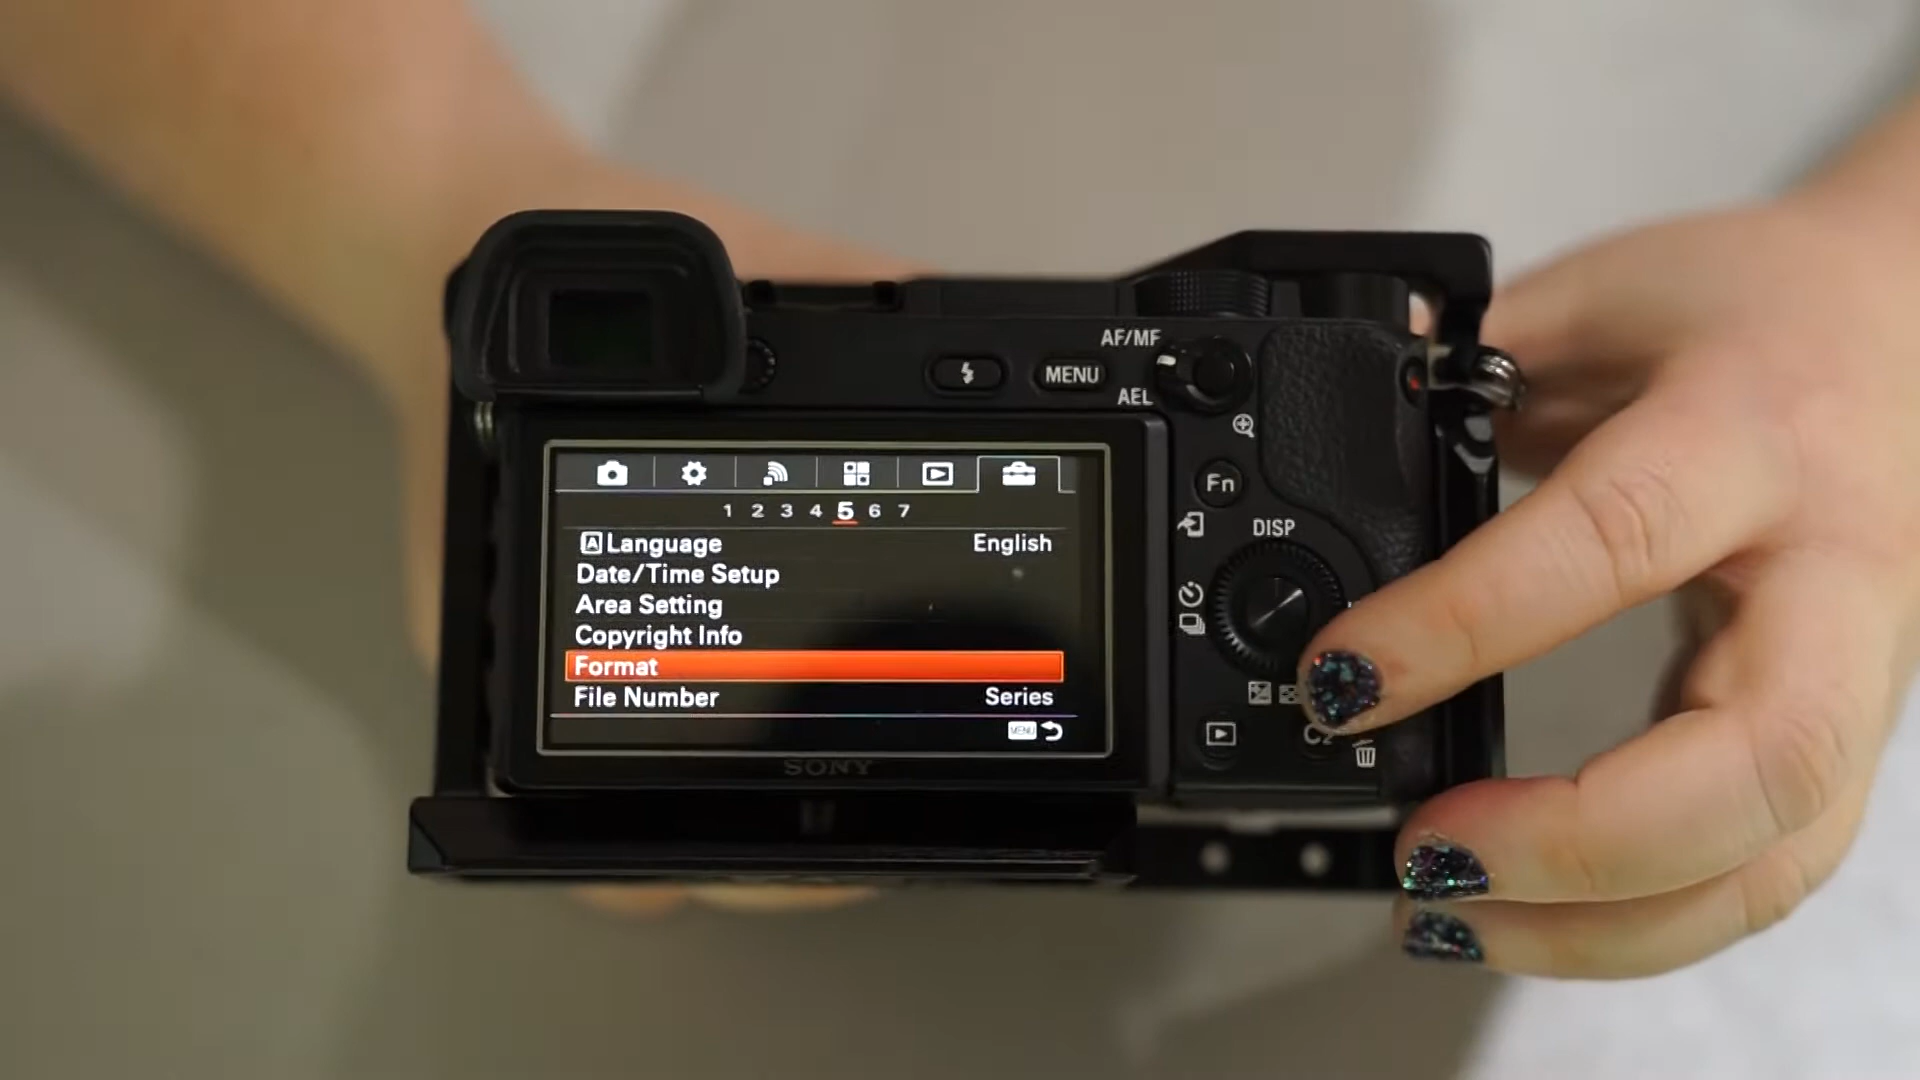 AF/MF
MENU
AEL
Fn
DISP
1 2 3 4 5 6 7
A Language English
Date/Time Setup
Area Setting
Copyright Info
Format
File Number Series
MENU
C2
SONY